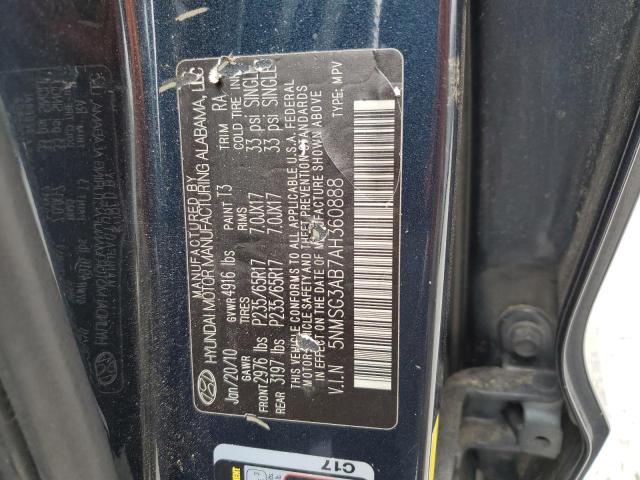 MANUFACTURED BY
HYUNDAI MOTOR MANUFACTURING ALABAMA, LLC
Jan/20/10 GVWR 4916 lbs PAINT T3 TRIM RA
GAWR TIRES RIMS COLD TIRE
FRONT 2976 lbs P235/65R17 7.0JX17 33 psi SINGLE
REAR 3197 lbs P235/65R17 7.0JX17 33 psi SINGLE
THIS VEHICLE CONFORMS TO ALL APPLICABLE U.S.A. FEDERAL
MOTOR VEHICLE SAFETY AND THEFT PREVENTION STANDARDS
IN EFFECT ON THE DATE OF MANUFACTURE SHOWN ABOVE
V.I.N 5NMSG3AB7AH360888 TYPE: MPV
C17